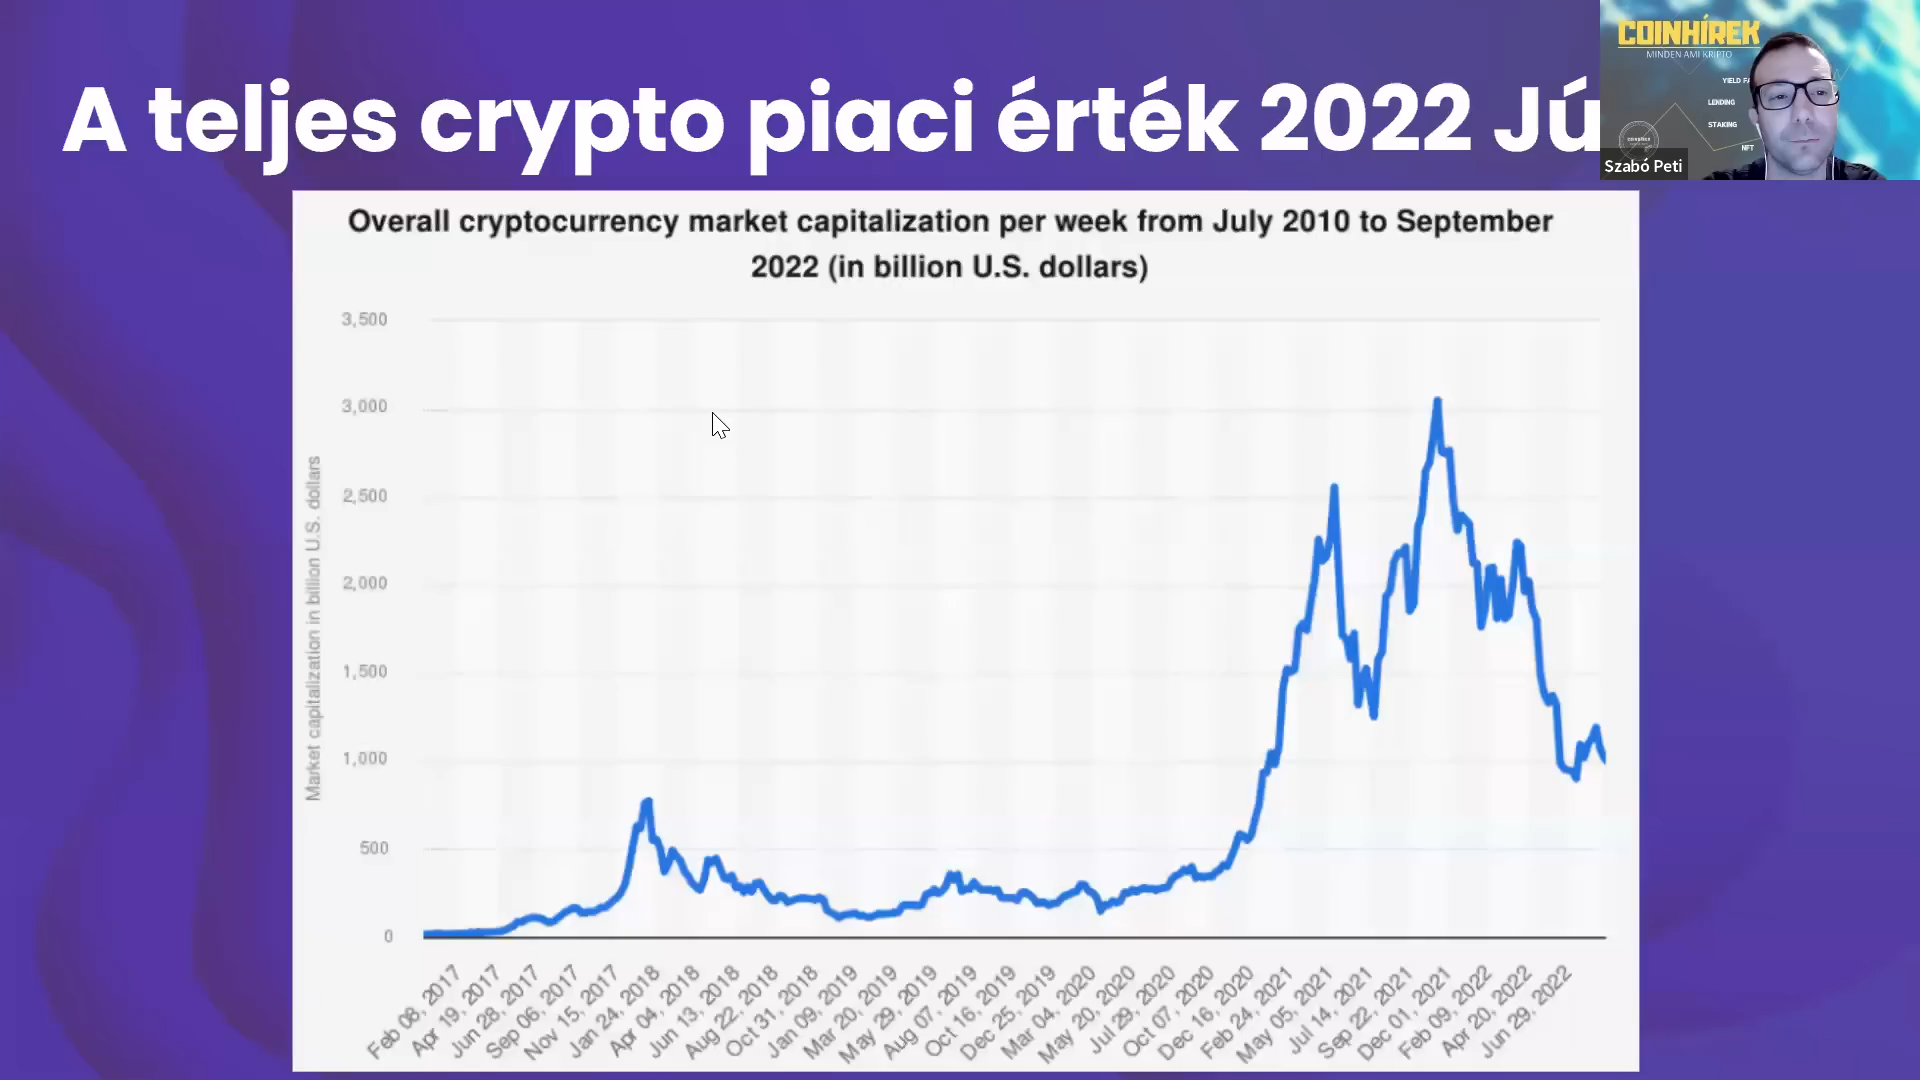 A teljes crypto piaci érték 2022 Jú
COINHÍREK
MINDEN AMI KRIPTO
YIELD FA
LENDING
STAKING
NFT
Szabó Peti
Overall cryptocurrency market capitalization per week from July 2010 to September
2022 (in billion U.S. dollars)
Market capitalization in billion U.S. dollars
3,500
3,000
2,500
2,000
1,500
1,000
500
0
Feb 08, 2017
Apr 19, 2017
Jun 28, 2017
Sep 06, 2017
Nov 15, 2017
Jan 24, 2018
Apr 04, 2018
Jun 13, 2018
Aug 22, 2018
Oct 31, 2018
Jan 09, 2019
Mar 20, 2019
May 29, 2019
Aug 07, 2019
Oct 16, 2019
Dec 25, 2019
Mar 04, 2020
May 20, 2020
Jul 29, 2020
Oct 07, 2020
Dec 16, 2020
Feb 24, 2021
May 05, 2021
Jul 14, 2021
Sep 22, 2021
Dec 01, 2021
Feb 09, 2022
Apr 20, 2022
Jun 29, 2022